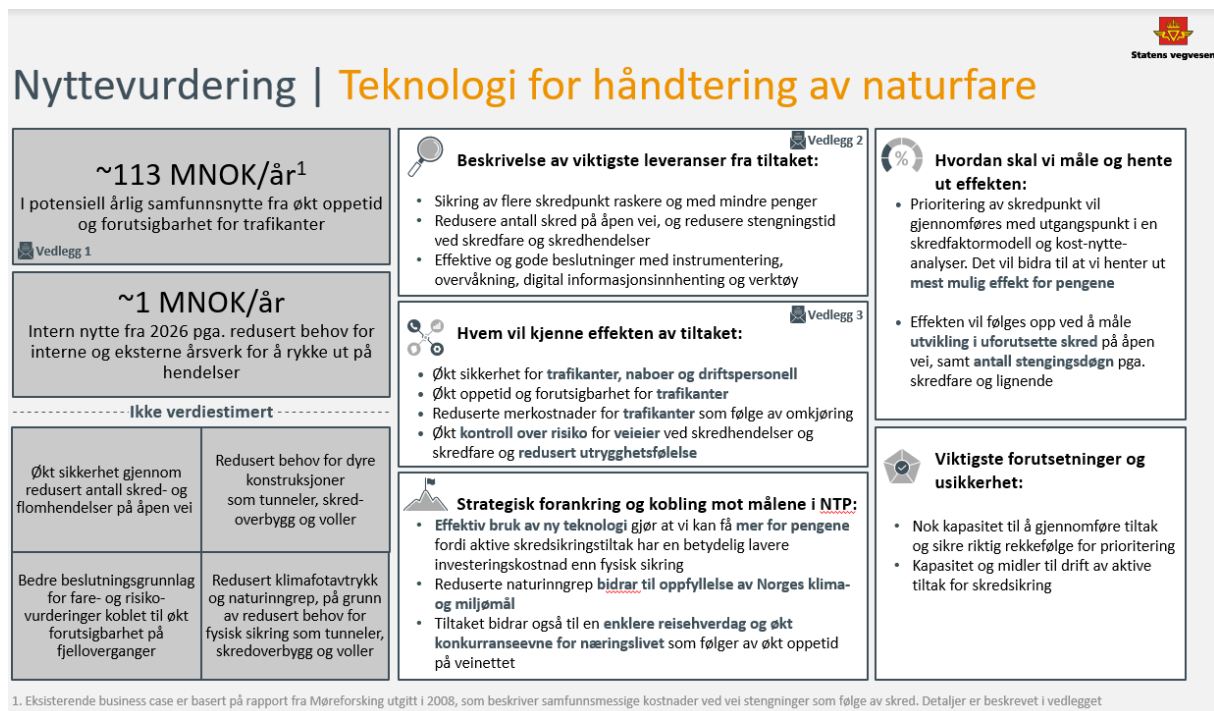 Statens vegvesen
Nyttevurdering | Teknologi for håndtering av naturfare
~113 MNOK/år1
I potensiell årlig samfunnsnytte fra økt oppetid
og forutsigbarhet for trafikanter
Vedlegg 1
~1 MNOK/år
Intern nytte fra 2026 pga. redusert behov for
interne og eksterne årsverk for å rykke ut på
hendelser
Ikke verdiestimert
Økt sikkerhet gjennom
redusert antall skred- og
flomhendelser på åpen vei
Redusert behov for dyre
konstruksjoner
som tunneler, skred-
overbygg og voller
Bedre beslutningsgrunnlag
for fare- og risiko-
vurderinger koblet til økt
forutsigbarhet på
fjelloverganger
Redusert klimafotavtrykk
og naturinngrep, på grunn
av redusert behov for
fysisk sikring som tunneler,
skredoverbygg og voller
Vedlegg 2
Beskrivelse av viktigste leveranser fra tiltaket:
• Sikring av flere skredpunkt raskere og med mindre penger
• Redusere antall skred på åpen vei, og redusere stengningstid
ved skredfare og skredhendelser
• Effektive og gode beslutninger med instrumentering,
overvåkning, digital informasjonsinnhenting og verktøy
Vedlegg 3
Hvem vil kjenne effekten av tiltaket:
• Økt sikkerhet for trafikanter, naboer og driftspersonell
• Økt oppetid og forutsigbarhet for trafikanter
• Reduserte merkostnader for trafikanter som følge av omkjøring
• Økt kontroll over risiko for veieier ved skredhendelser og
skredfare og redusert utrygghetsfølelse
Strategisk forankring og kobling mot målene i NTP:
• Effektiv bruk av ny teknologi gjør at vi kan få mer for pengene
fordi aktive skredsikringstiltak har en betydelig lavere
investeringskostnad enn fysisk sikring
• Reduserte naturinngrep bidrar til oppfyllelse av Norges klima-
og miljømål
• Tiltaket bidrar også til en enklere reisehverdag og økt
konkurranseevne for næringslivet som følger av økt oppetid
på veinettet
%
Hvordan skal vi måle og hente
ut effekten:
• Prioritering av skredpunkt vil
gjennomføres med utgangspunkt i en
skredfaktormodell og kost-nytte-
analyser. Det vil bidra til at vi henter ut
mest mulig effekt for pengene
• Effekten vil følges opp ved å måle
utvikling i uforutsette skred på åpen
vei, samt antall stengingsdøgn pga.
skredfare og lignende
Viktigste forutsetninger og
usikkerhet:
• Nok kapasitet til å gjennomføre tiltak
og sikre riktig rekkefølge for prioritering
• Kapasitet og midler til drift av aktive
tiltak for skredsikring
1. Eksisterende business case er basert på rapport fra Møreforsking utgitt i 2008, som beskriver samfunnsmessige kostnader ved vei stengninger som følge av skred. Detaljer er beskrevet i vedlegget